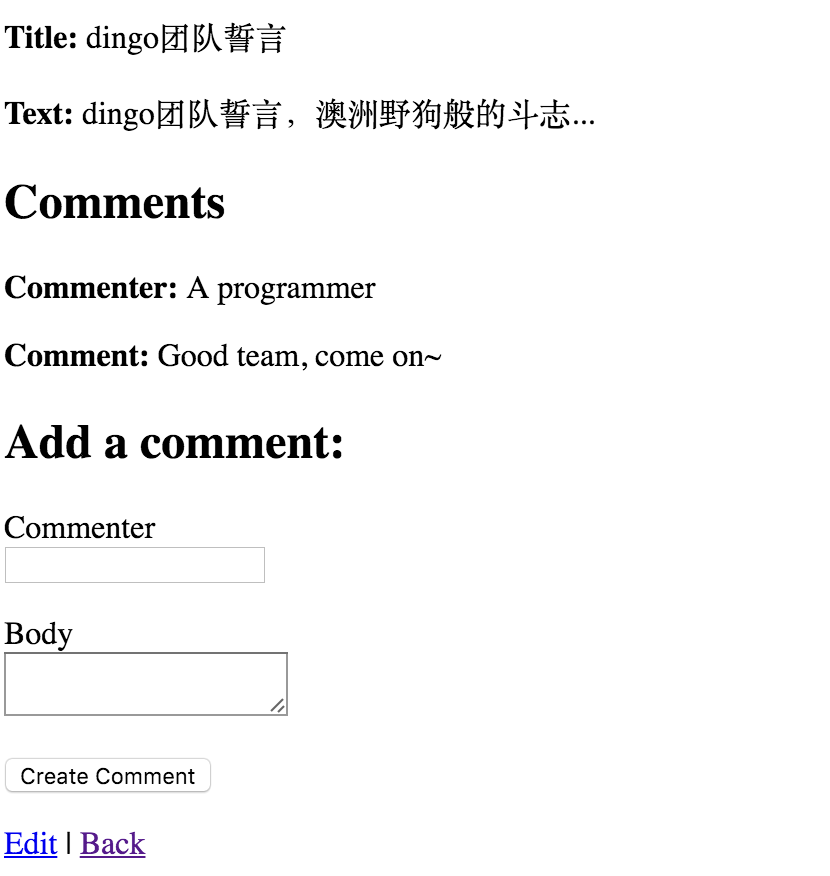 Title: dingo团队誓言
Text: dingo团队誓言，澳洲野狗般的斗志...
Comments
Commenter: A programmer
Comment: Good team, come on~
Add a comment:
Commenter
Body
Create Comment
Edit | Back